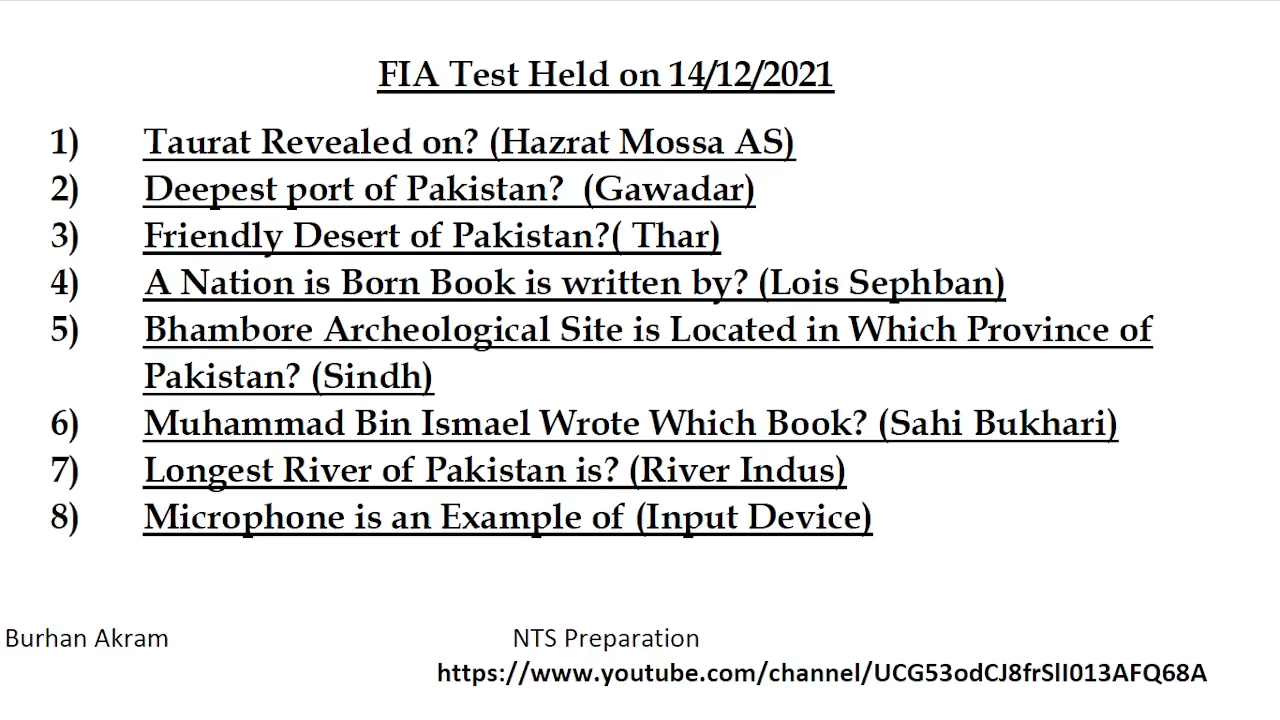 FIA Test Held on 14/12/2021
1) Taurat Revealed on? (Hazrat Mossa AS)
2) Deepest port of Pakistan? (Gawadar)
3) Friendly Desert of Pakistan?( Thar)
4) A Nation is Born Book is written by? (Lois Sephban)
5) Bhambore Archeological Site is Located in Which Province of
Pakistan? (Sindh)
6) Muhammad Bin Ismael Wrote Which Book? (Sahi Bukhari)
7) Longest River of Pakistan is? (River Indus)
8) Microphone is an Example of (Input Device)
Burhan Akram
NTS Preparation
https://www.youtube.com/channel/UCG53odCJ8frSlI013AFQ68A